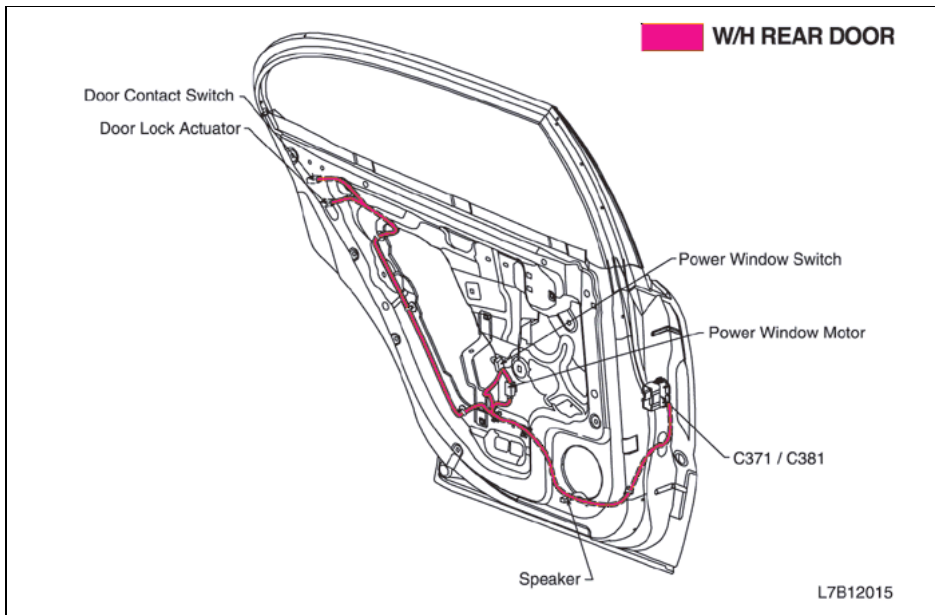 W/H REAR DOOR
Door Contact Switch
Door Lock Actuator
Power Window Switch
Power Window Motor
C371 / C381
Speaker
L7B12015